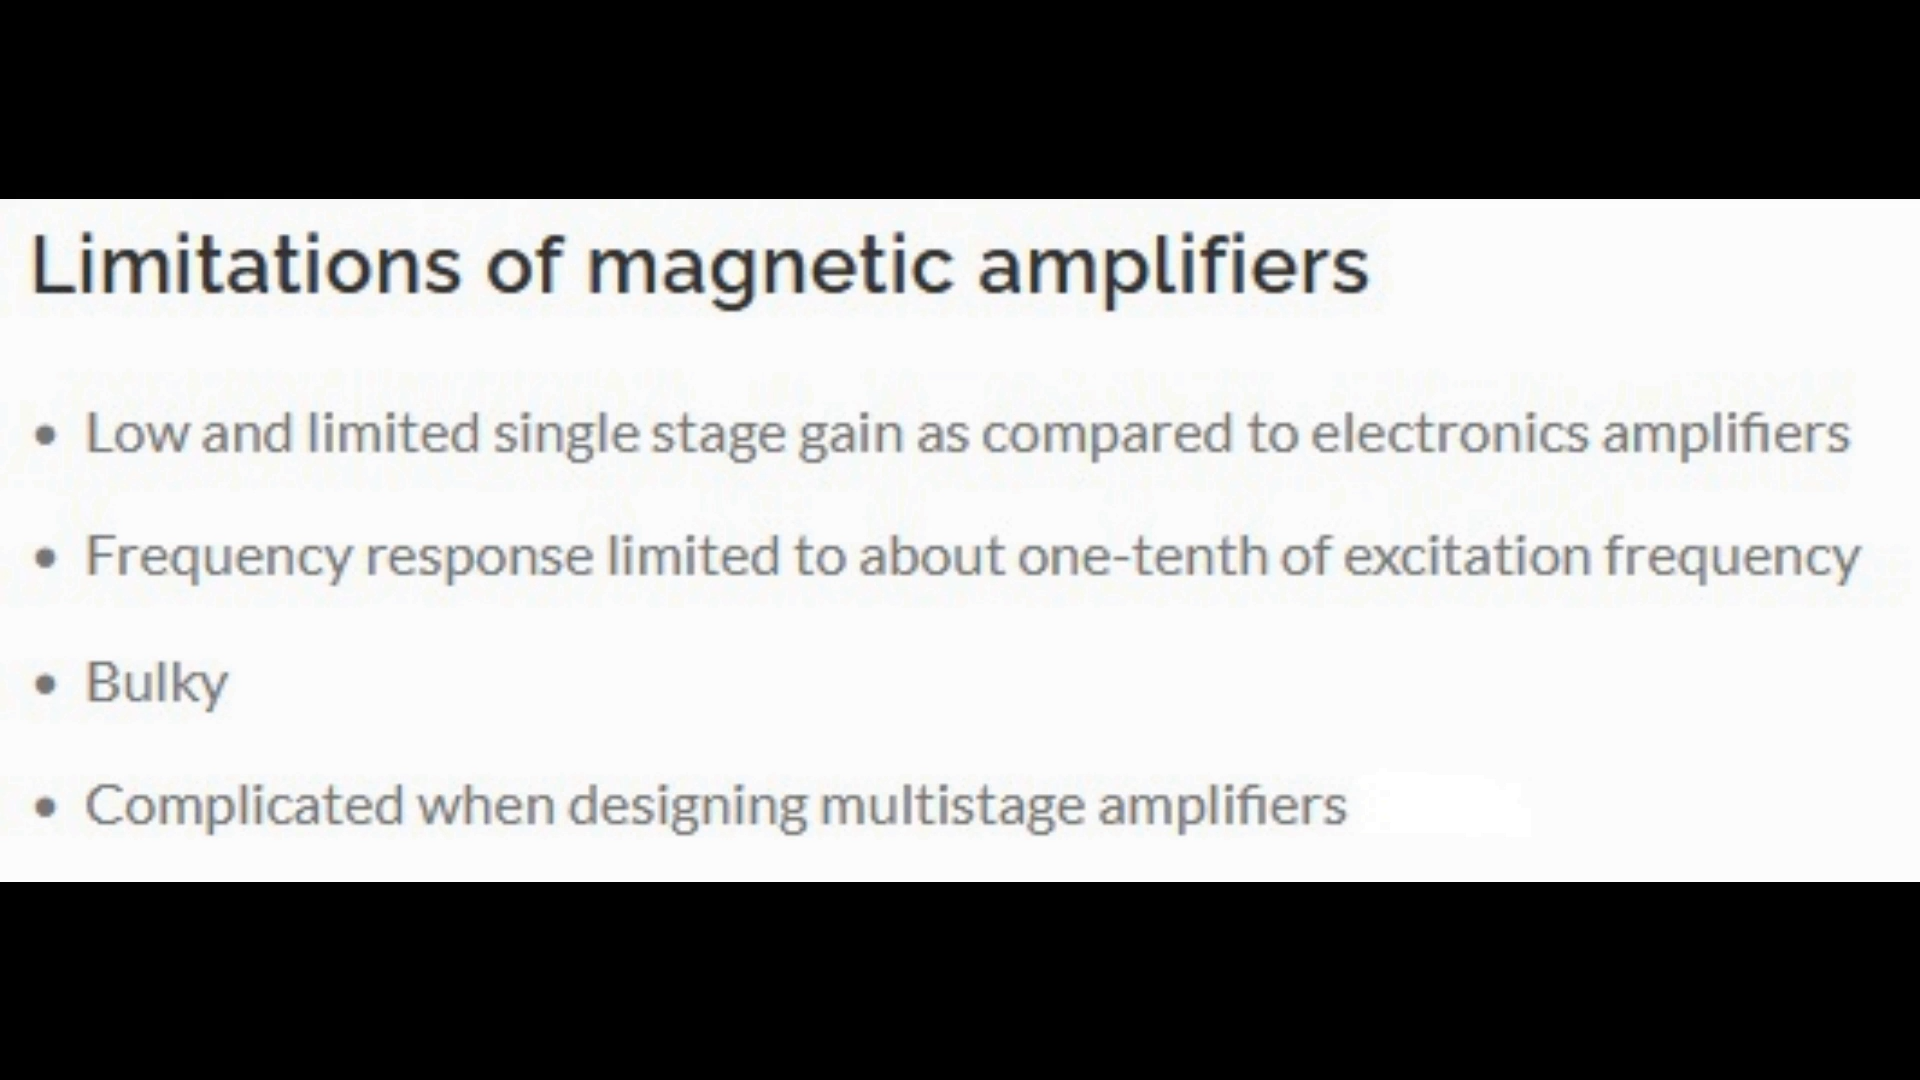 Limitations of magnetic amplifiers
• Low and limited single stage gain as compared to electronics amplifiers
• Frequency response limited to about one-tenth of excitation frequency
• Bulky
• Complicated when designing multistage amplifiers